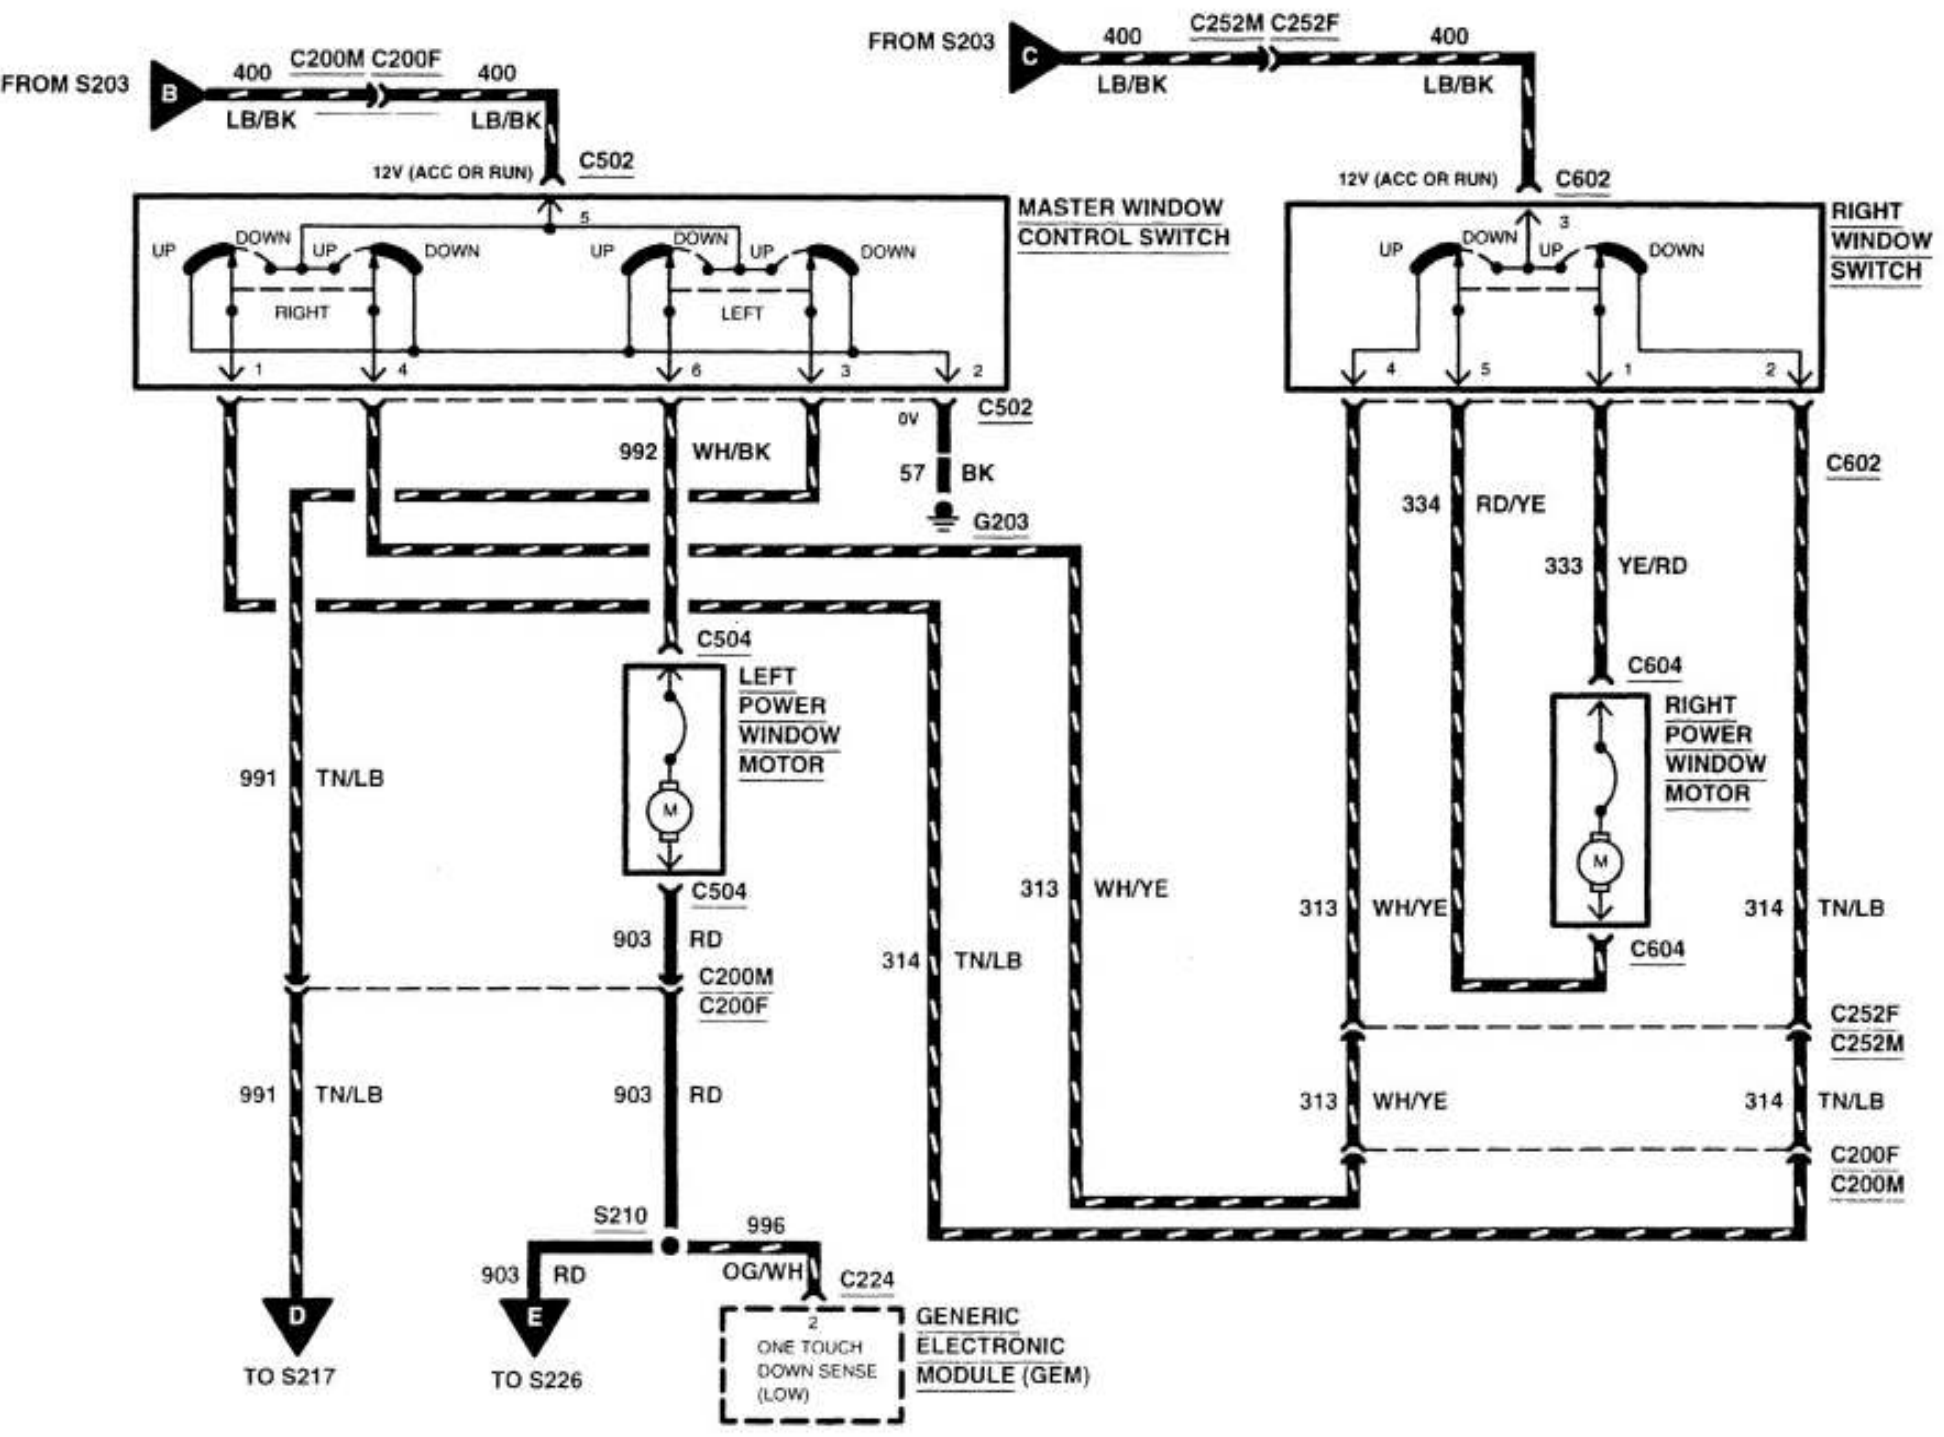 FROM S203
B
400
C200M C200F
400
LB/BK
LB/BK
FROM S203
C
400
C252M C252F
400
LB/BK
LB/BK
12V (ACC OR RUN)
C502
12V (ACC OR RUN)
C602
MASTER WINDOW
CONTROL SWITCH
5
UP
DOWN
UP
DOWN
UP
DOWN
UP
DOWN
RIGHT
LEFT
1
4
6
3
2
RIGHT
WINDOW
SWITCH
3
UP
DOWN
UP
DOWN
4
5
1
2
0V
C502
992
WH/BK
57
BK
G203
C602
334
RD/YE
333
YE/RD
C504
LEFT
POWER
WINDOW
MOTOR
M
C504
C604
RIGHT
POWER
WINDOW
MOTOR
M
C604
991
TN/LB
903
RD
C200M
C200F
314
TN/LB
313
WH/YE
313
WH/YE
314
TN/LB
C252F
C252M
991
TN/LB
903
RD
313
WH/YE
314
TN/LB
C200F
C200M
S210
996
903
RD
OG/WH
C224
D
TO S217
E
TO S226
2
ONE TOUCH
DOWN SENSE
(LOW)
GENERIC
ELECTRONIC
MODULE (GEM)